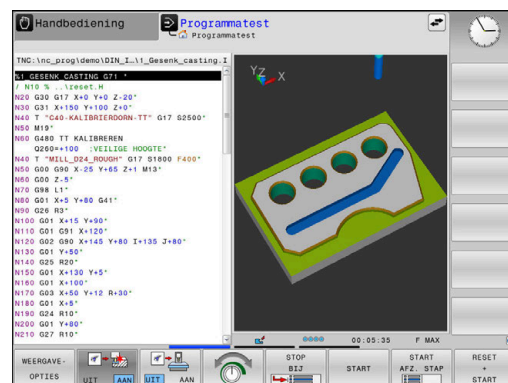 Handbediening
Programmatest
Programmatest
TNC:\nc_prog\demo\DIN_I…\1_Gesenk_casting.I
%1_GESENK_CASTING G71 *
/ N10 % ..\reset.H
N20 G30 G17 X+0 Y+0 Z-20*
N30 G31 X+150 Y+100 Z+0*
N40 T "C40-KALIBRIERDORN-TT" G17 S2500*
N50 M19*
N60 G480 TT KALIBREREN
Q260=+100 ;VEILIGE HOOGTE*
N40 T "MILL_D24_ROUGH" G17 S1800 F400*
N50 G00 G90 X-25 Y+65 Z+1 M13*
N60 G00 Z-5*
N70 G98 L1*
N80 G01 X+5 Y+80 G41*
N90 G26 R3*
N100 G01 X+15 Y+90*
N110 G01 G91 X+120*
N120 G02 G90 X+145 Y+80 I+135 J+80*
N130 G01 Y+50*
N140 G25 R20*
N150 G01 X+130 Y+5*
N160 G01 X+100*
N170 G03 X+50 Y+12 R+30*
N180 G01 X+5*
N190 G24 R10*
N200 G01 Y+80*
N210 G27 R10*
YZ X
00:05:35 F MAX
WEERGAVE-
OPTIES
UIT AAN
UIT AAN
STOP
BIJ
START
START
AFZ. STAP
RESET
+
START